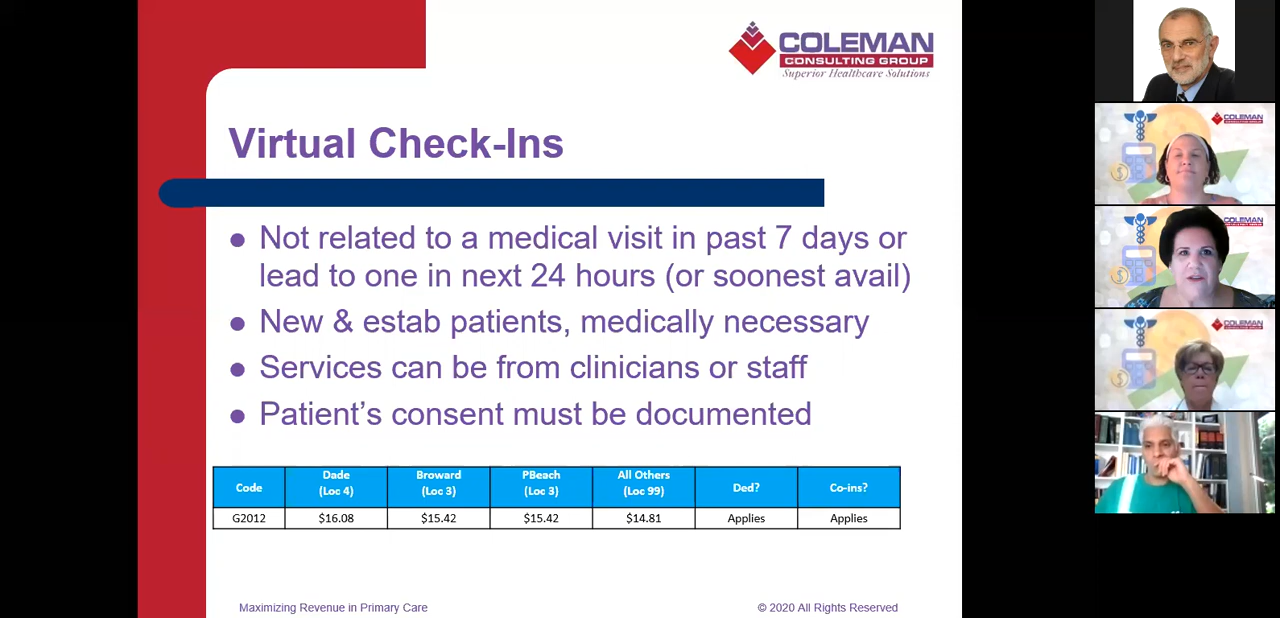 COLEMAN
CONSULTING GROUP
Superior Healthcare Solutions
Virtual Check-Ins
Not related to a medical visit in past 7 days or
lead to one in next 24 hours (or soonest avail)
New & estab patients, medically necessary
Services can be from clinicians or staff
Patient's consent must be documented
Code Dade (Loc 4) Broward (Loc 3) PBeach (Loc 3) All Others (Loc 99) Ded? Co-ins?
G2012 $16.08 $15.42 $15.42 $14.81 Applies Applies
Maximizing Revenue in Primary Care © 2020 All Rights Reserved
COLEMAN
COLEMAN
COLEMAN